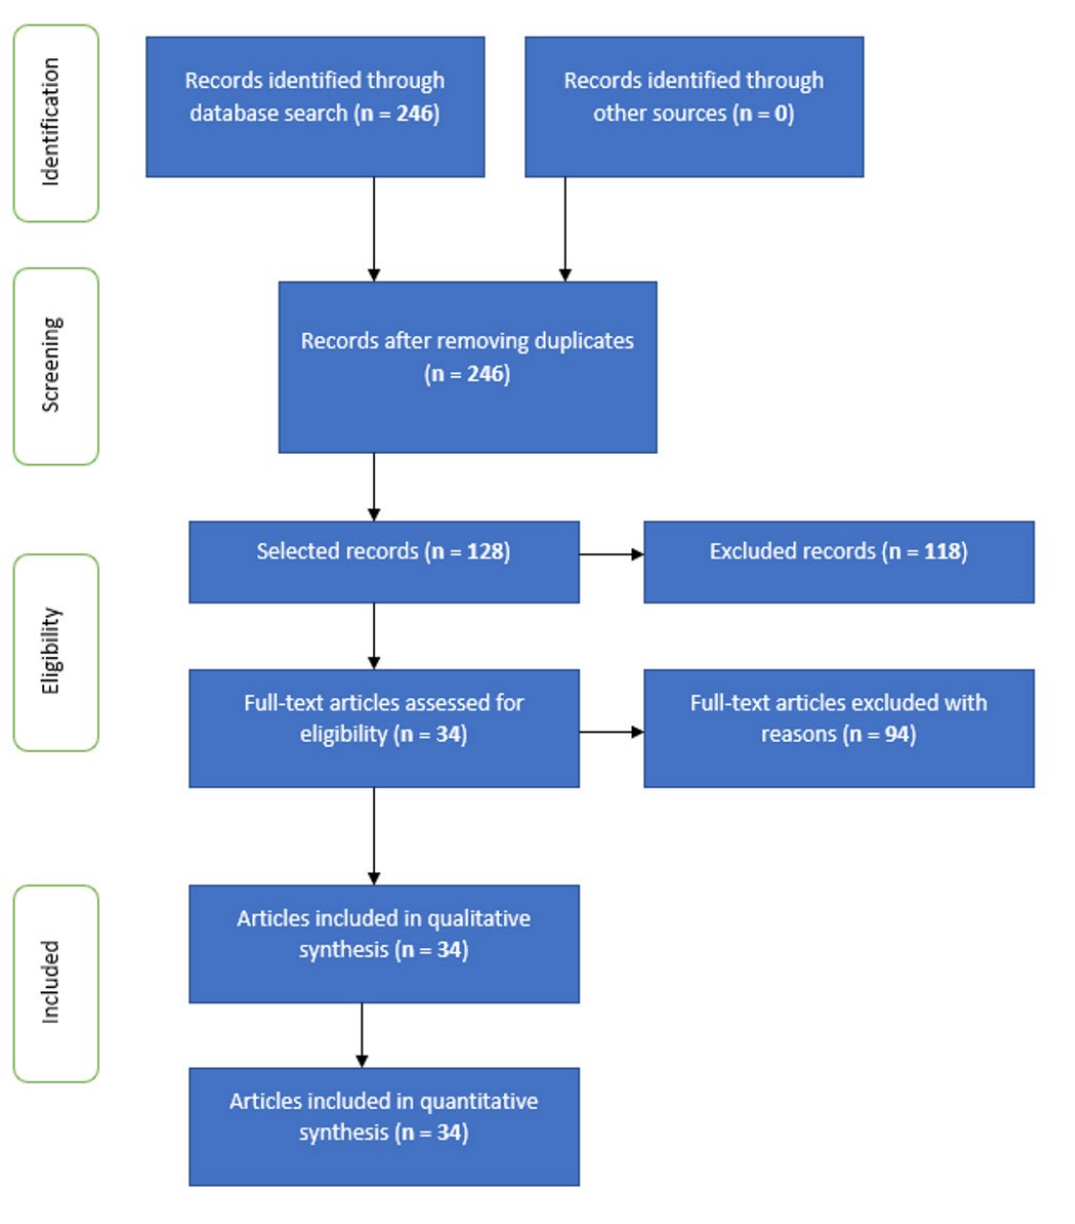 Identification
Records identified through
database search (n = 246)
Records identified through
other sources (n = 0)
Screening
Records after removing duplicates
(n = 246)
Eligibility
Selected records (n = 128)
Excluded records (n = 118)
Full-text articles assessed for
eligibility (n = 34)
Full-text articles excluded with
reasons (n = 94)
Included
Articles included in qualitative
synthesis (n = 34)
Articles included in quantitative
synthesis (n = 34)